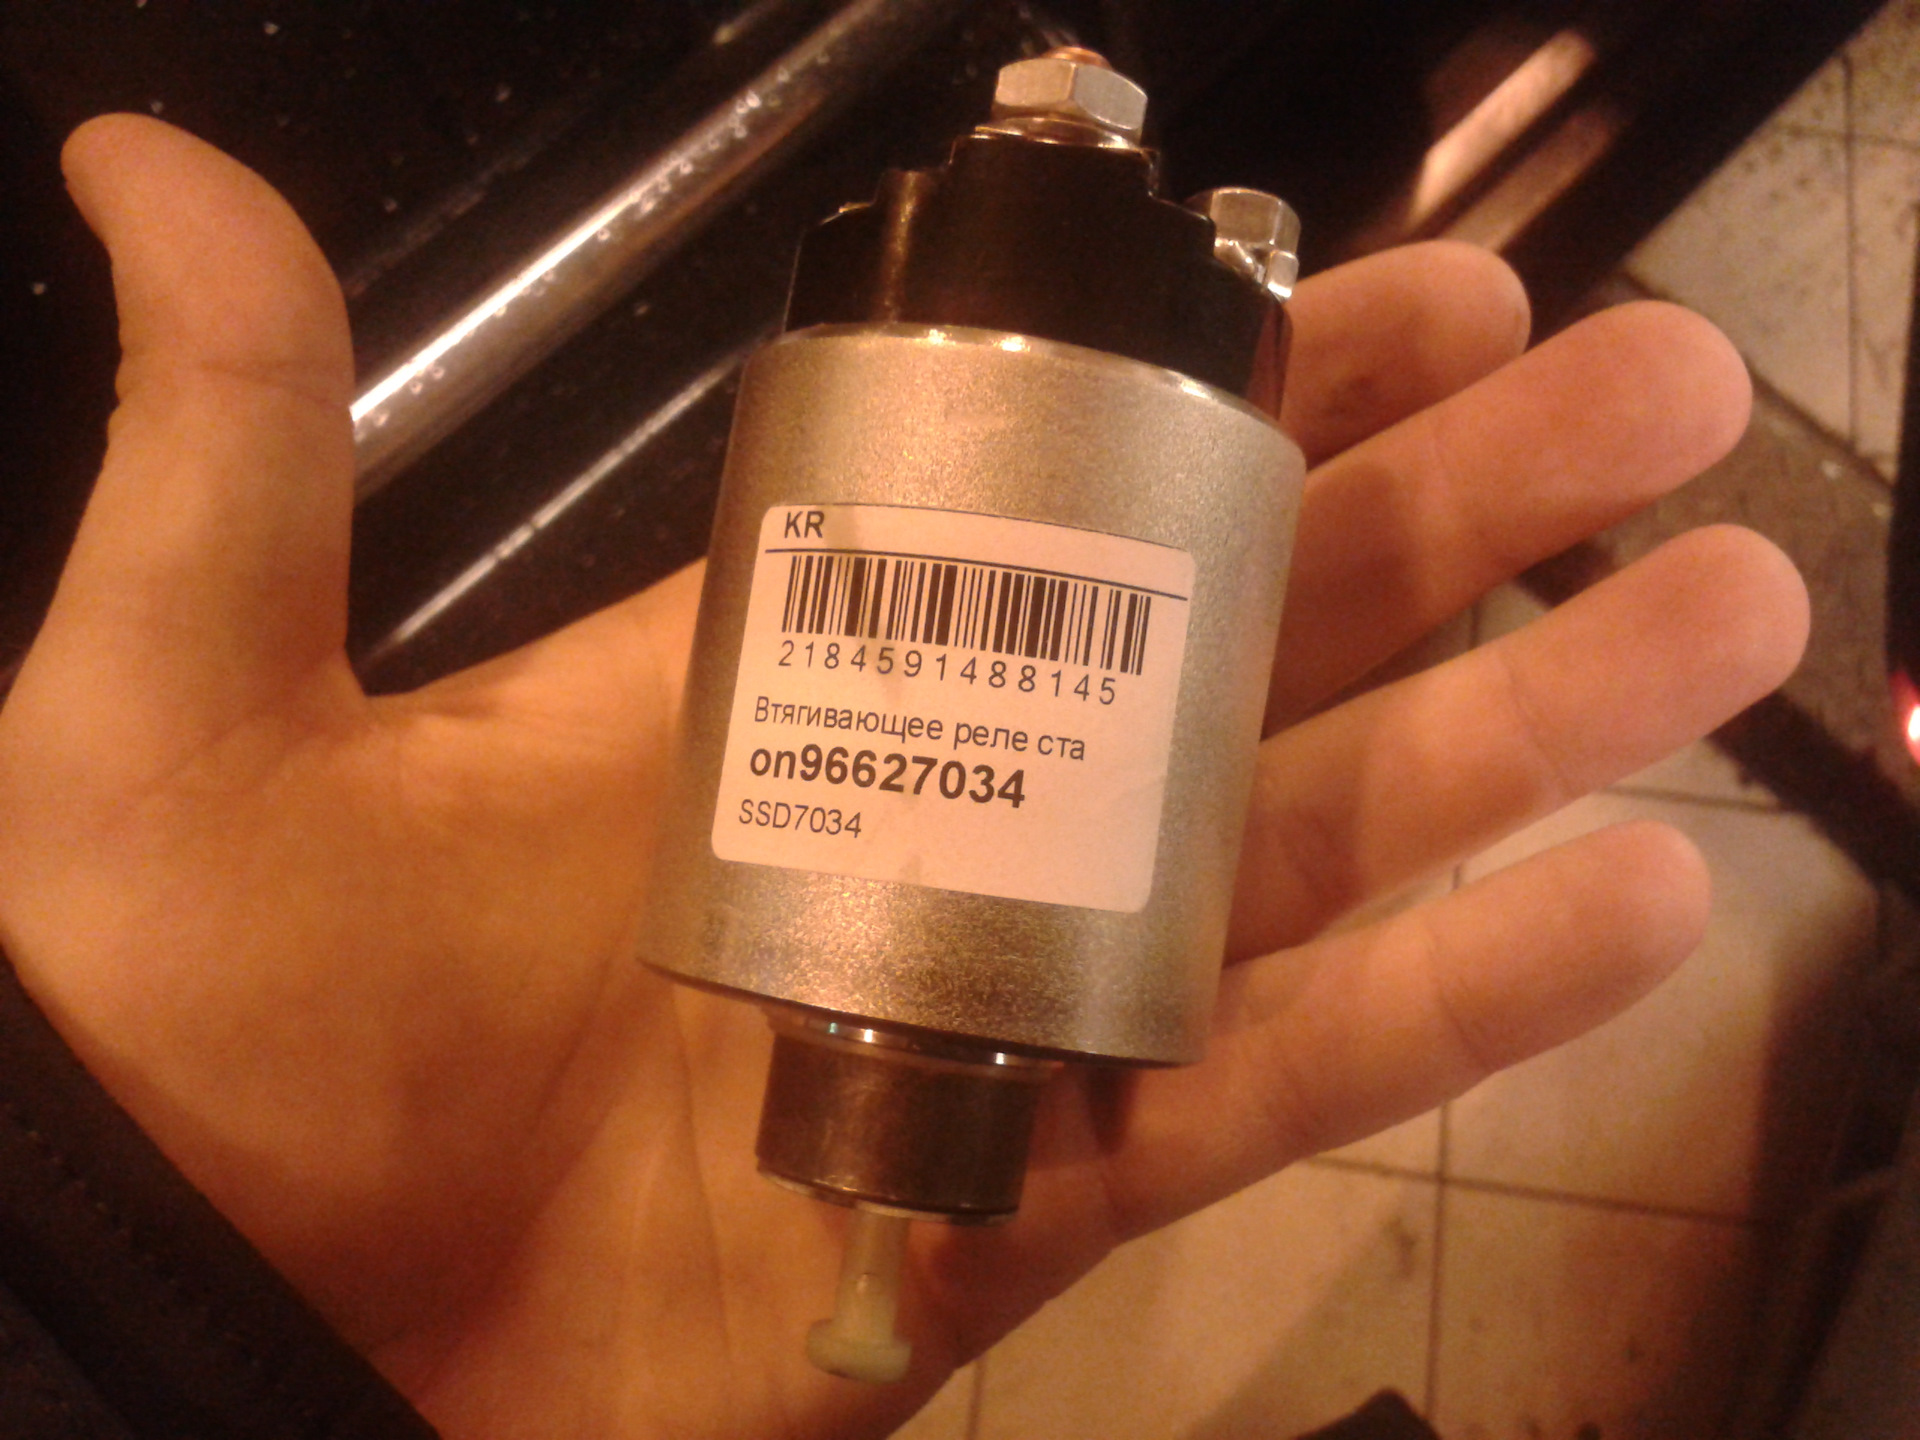 KR
2184591488145
Втягивающее реле ста
on96627034
SSD7034